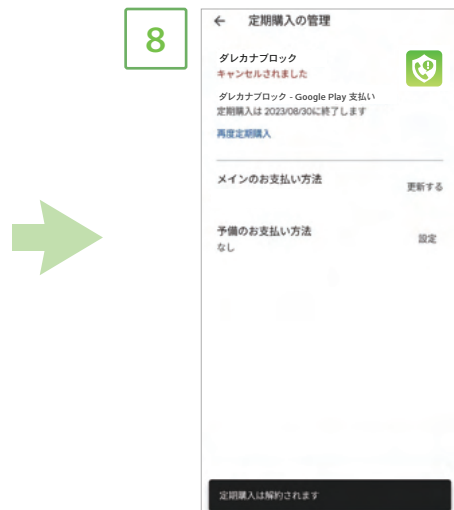 8
← 定期購入の管理
ダレカナブロック
キャンセルされました
ダレカナブロック - Google Play 支払い
定期購入は 2023/08/30に終了します
再度定期購入
メインのお支払い方法
更新する
予備のお支払い方法
設定
なし
定期購入は解約されます